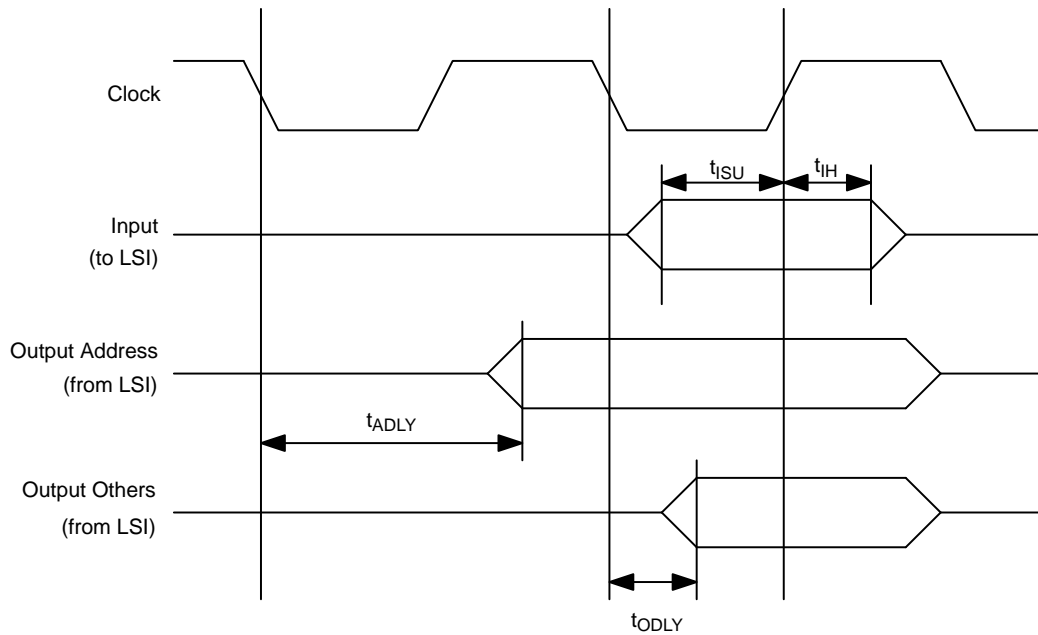 Clock
tISU
tIH
Input
(to LSI)
Output Address
(from LSI)
tADLY
Output Others
(from LSI)
tODLY